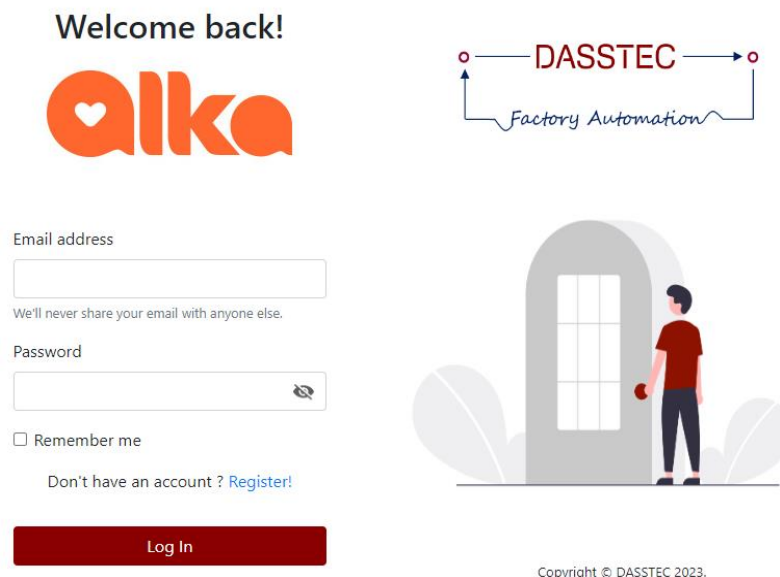 Welcome back!
alka
Email address
We'll never share your email with anyone else.
Password
Remember me
Don't have an account ? Register!
Log In
DASSTEC
Factory Automation
Copyright © DASSTEC 2023.